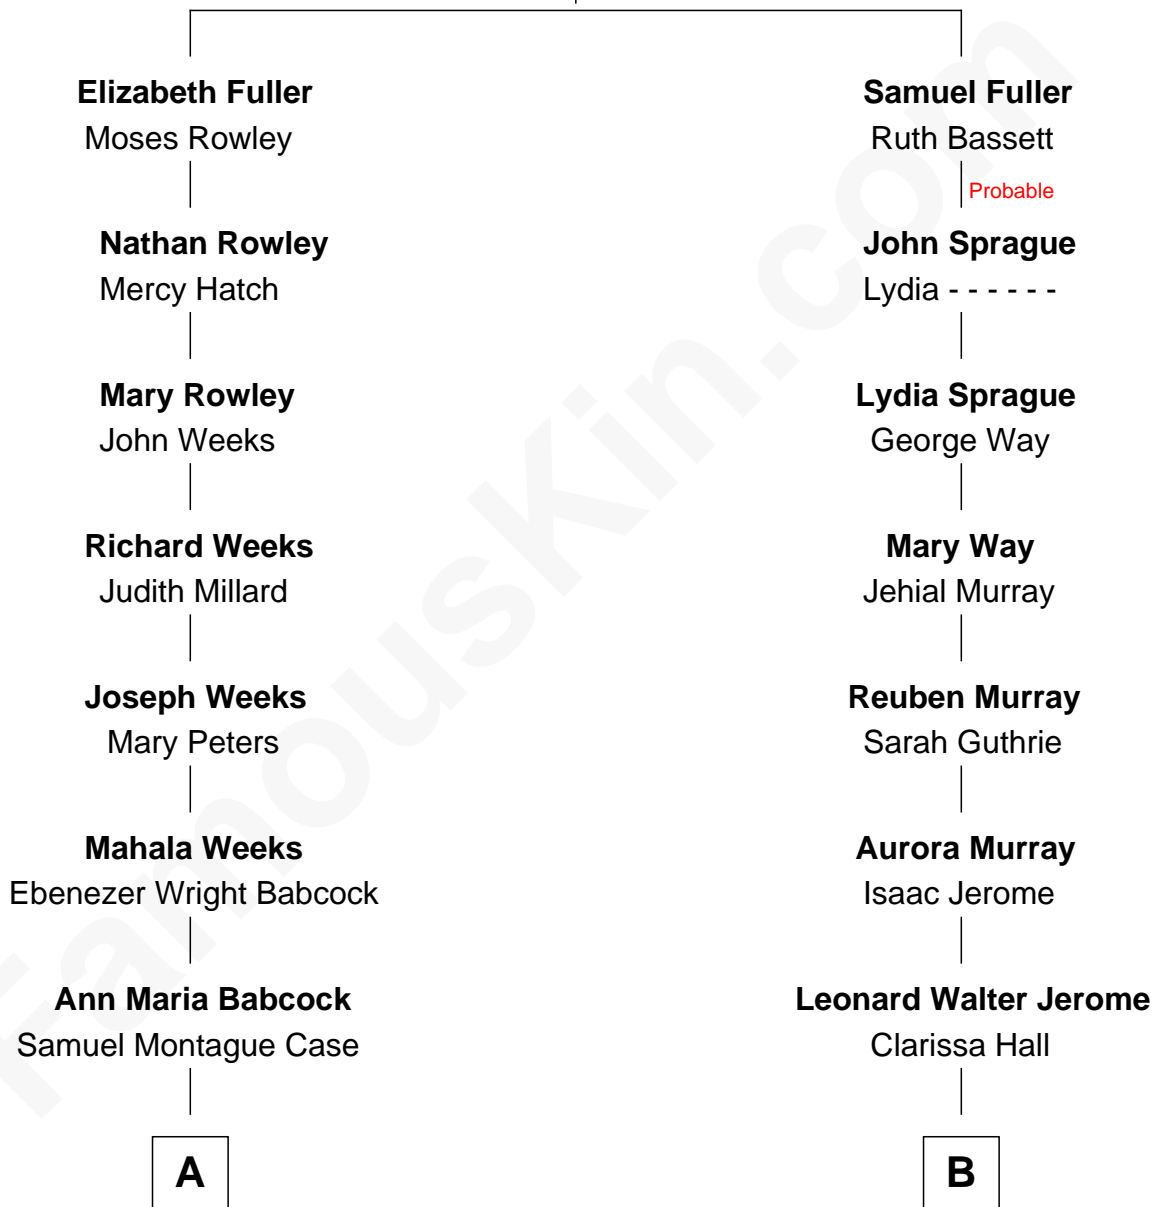 Elizabeth Fuller
Moses Rowley
Nathan Rowley
Mercy Hatch
Mary Rowley
John Weeks
Richard Weeks
Judith Millard
Joseph Weeks
Mary Peters
Mahala Weeks
Ebenezer Wright Babcock
Ann Maria Babcock
Samuel Montague Case
A
Samuel Fuller
Ruth Bassett
Probable
John Sprague
Lydia - - - - - -
Lydia Sprague
George Way
Mary Way
Jehial Murray
Reuben Murray
Sarah Guthrie
Aurora Murray
Isaac Jerome
Leonard Walter Jerome
Clarissa Hall
B
FamousKin.com